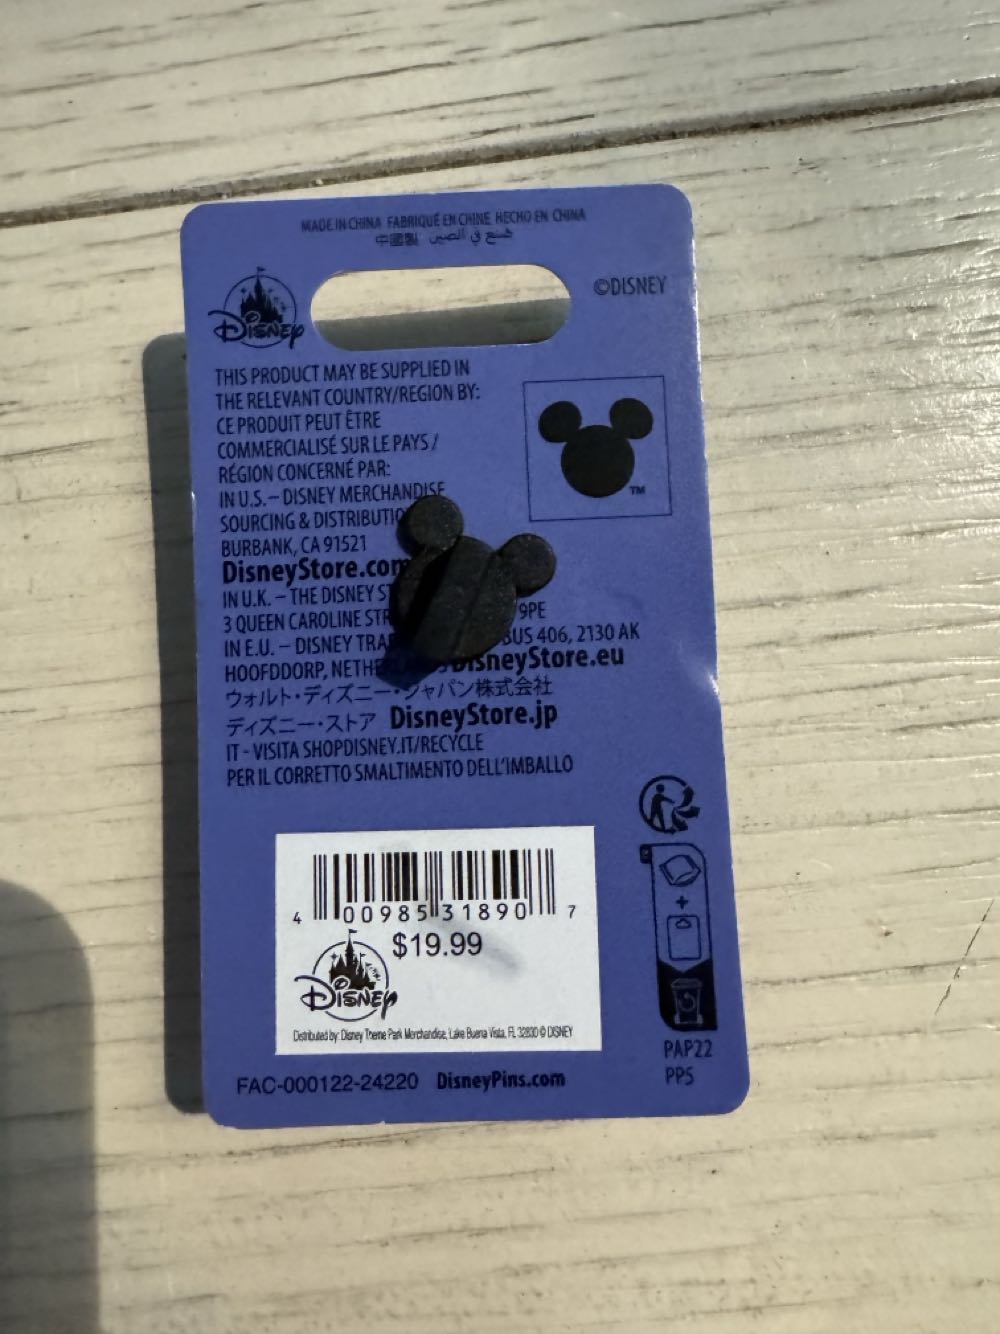 MADE IN CHINA FABRIQUÉ EN CHINE HECHO EN CHINA
中國製 صنع في الصين
©DISNEY
Disney
THIS PRODUCT MAY BE SUPPLIED IN
THE RELEVANT COUNTRY/REGION BY:
CE PRODUIT PEUT ÊTRE
COMMERCIALISÉ SUR LE PAYS /
RÉGION CONCERNÉ PAR:
IN U.S. – DISNEY MERCHANDISE
SOURCING & DISTRIBUTIO
BURBANK, CA 91521
DisneyStore.com
IN U.K. – THE DISNEY ST
3 QUEEN CAROLINE STR 9PE
IN E.U. – DISNEY TRA BUS 406, 2130 AK
HOOFDDORP, NETHE DisneyStore.eu
ウォルト・ディズニー・ジャパン株式会社
ディズニー・ストア DisneyStore.jp
IT - VISITA SHOPDISNEY.IT/RECYCLE
PER IL CORRETTO SMALTIMENTO DELL'IMBALLO
TM
4 00985 31890 7
$19.99
Disney
Distributed by: Disney Theme Park Merchandise, Lake Buena Vista, FL 32830 © DISNEY
+
PAP22
PP5
FAC-000122-24220 DisneyPins.com